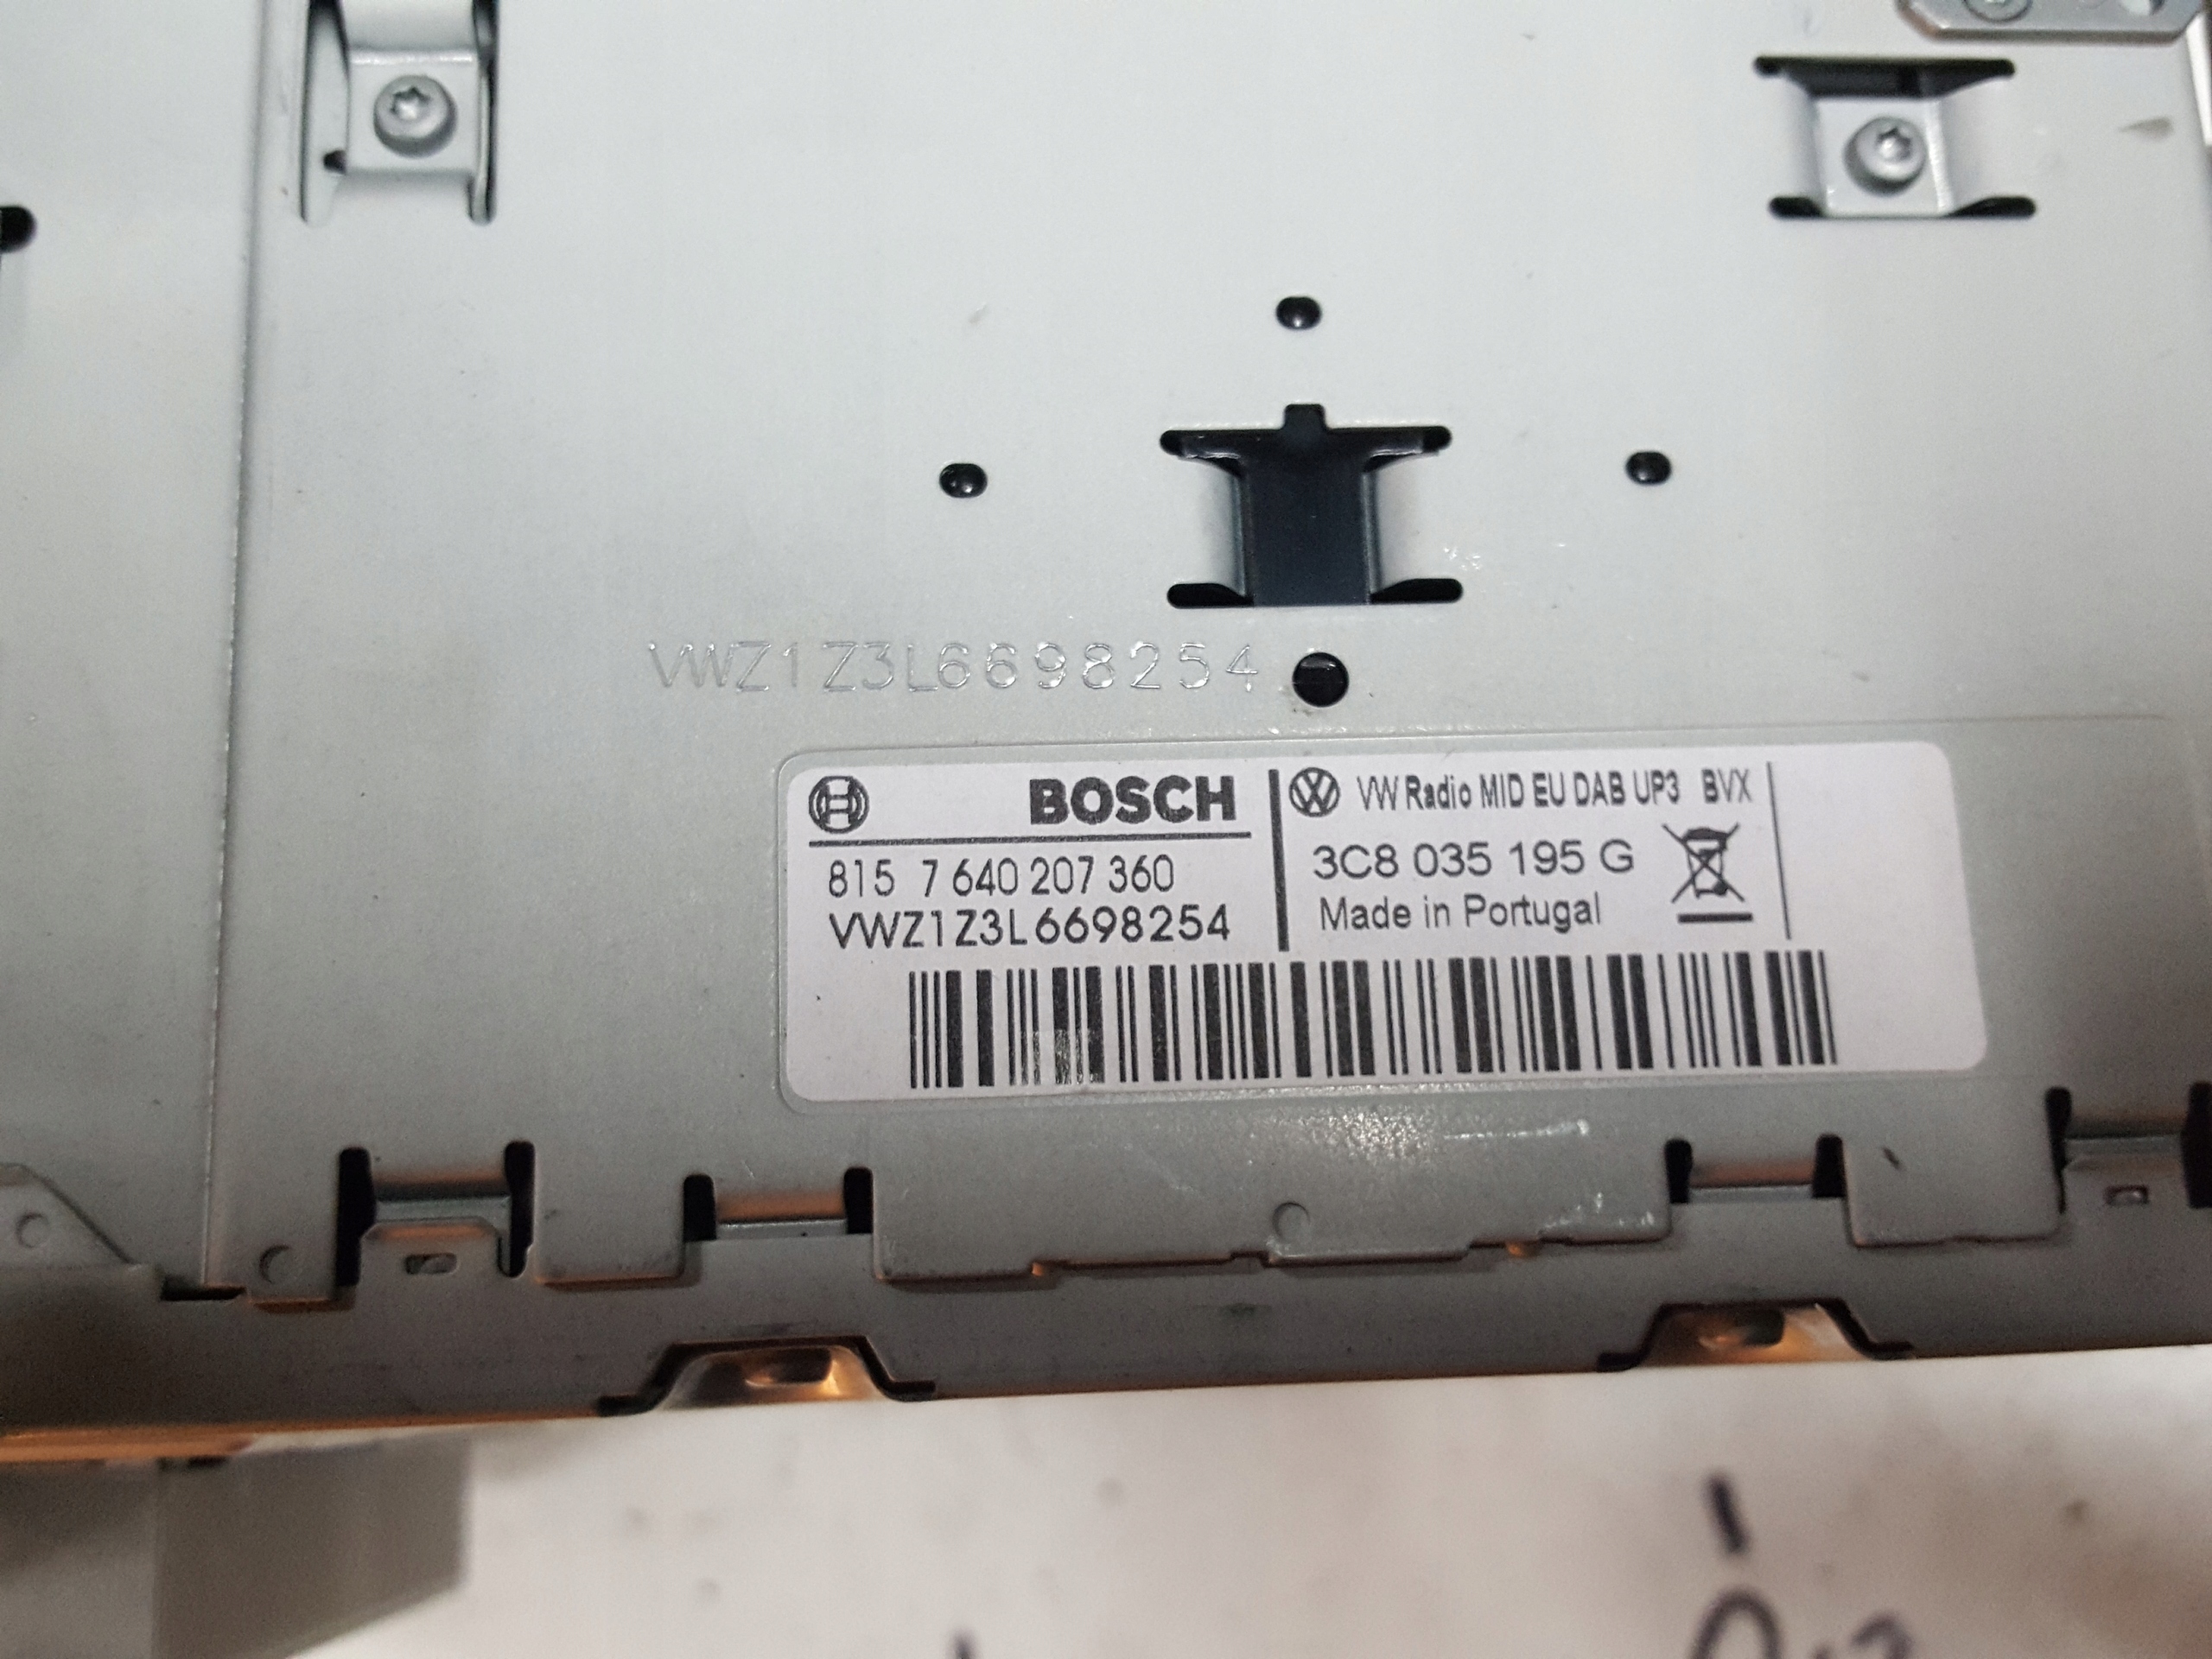 VWZ1Z3L6698254
BOSCH
815 7 640 207 360
VWZ1Z3L6698254
VW Radio MID EU DAB UP3 BVX
3C8 035 195 G
Made in Portugal